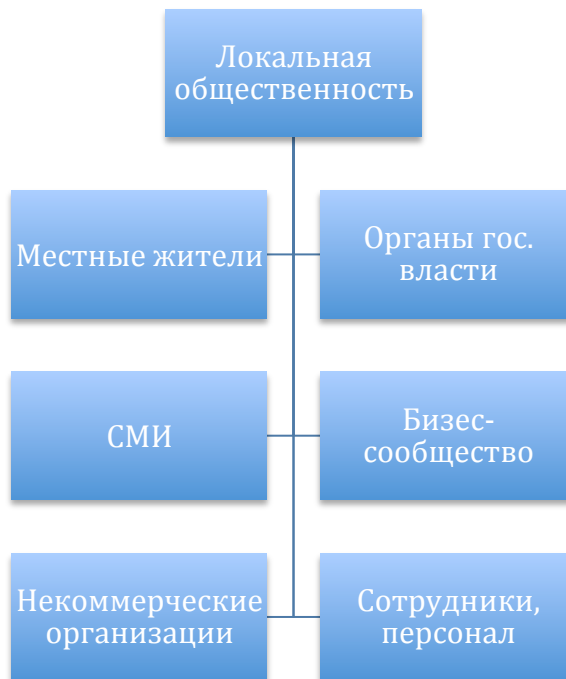 Локальная
общественность
Местные жители
Органы гос.
власти
СМИ
Бизес-
сообщество
Некоммерческие
организации
Сотрудники,
персонал